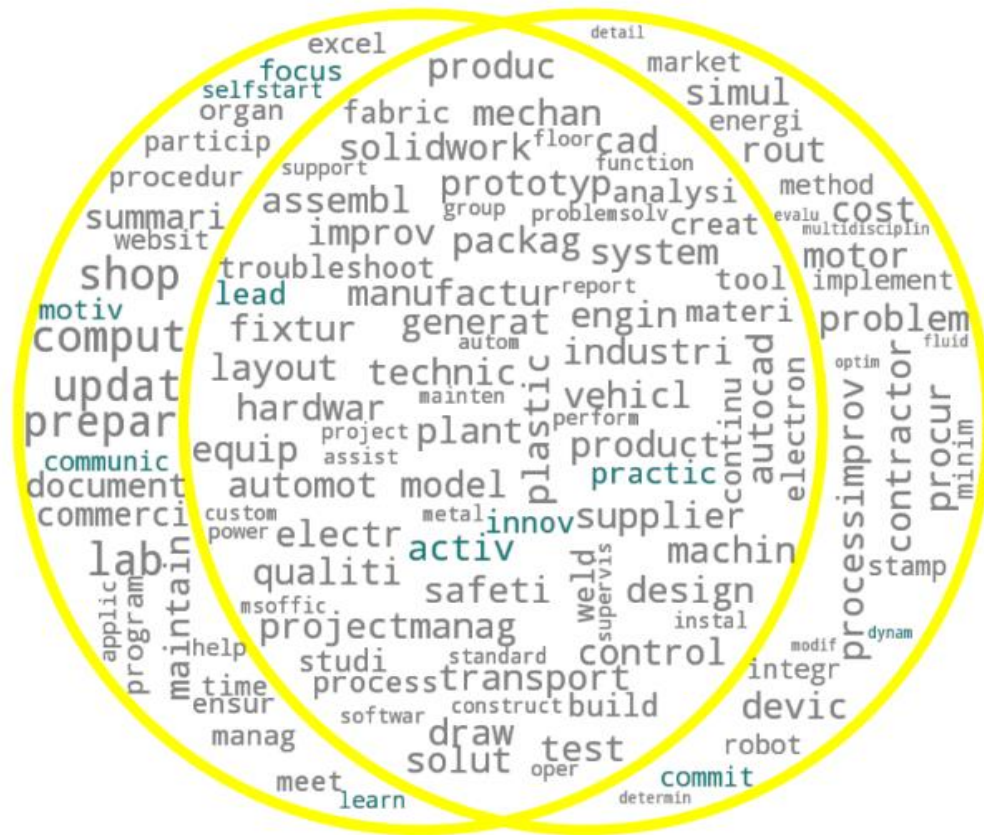 detail
excel
market
produc
focus
simul
selfstart
organ
fabric
mechan
energi
particip
solidwork
floor
cad
rout
support
function
procedur
assembl
prototyp
analysi
method
summari
group
problemsolv
creat
evalu
cost
multidisciplin
websit
improv
packag
system
motor
shop
troubleshoot
tool
implement
motiv
lead
manufactur
report
materi
problem
comput
fixtur
generat
engin
autom
fluid
industri
layout
technic
optim
updat
mainten
vehicl
autocad
electron
continu
plastic
prepar
hardwar
project
plant
perform
product
contractor
procur
minim
processimprov
communic
equip
assist
practic
document
automot
model
commerci
custom
metal
innov
supplier
power
electr
activ
machin
lab
stamp
qualiti
safeti
weld
supervis
design
applic
program
maintain
msoffic
instal
dynam
projectmanag
help
studi
standard
control
modif
integr
time
process
transport
ensur
softwar
construct
build
devic
manag
draw
test
robot
solut
oper
meet
commit
learn
determin